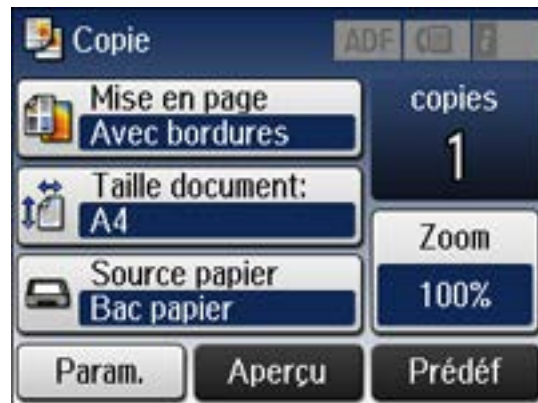 Copie
ADF
Mise en page
Avec bordures
copies
1
Taille document:
A4
Zoom
100%
Source papier
Bac papier
Param.
Aperçu
Prédéf